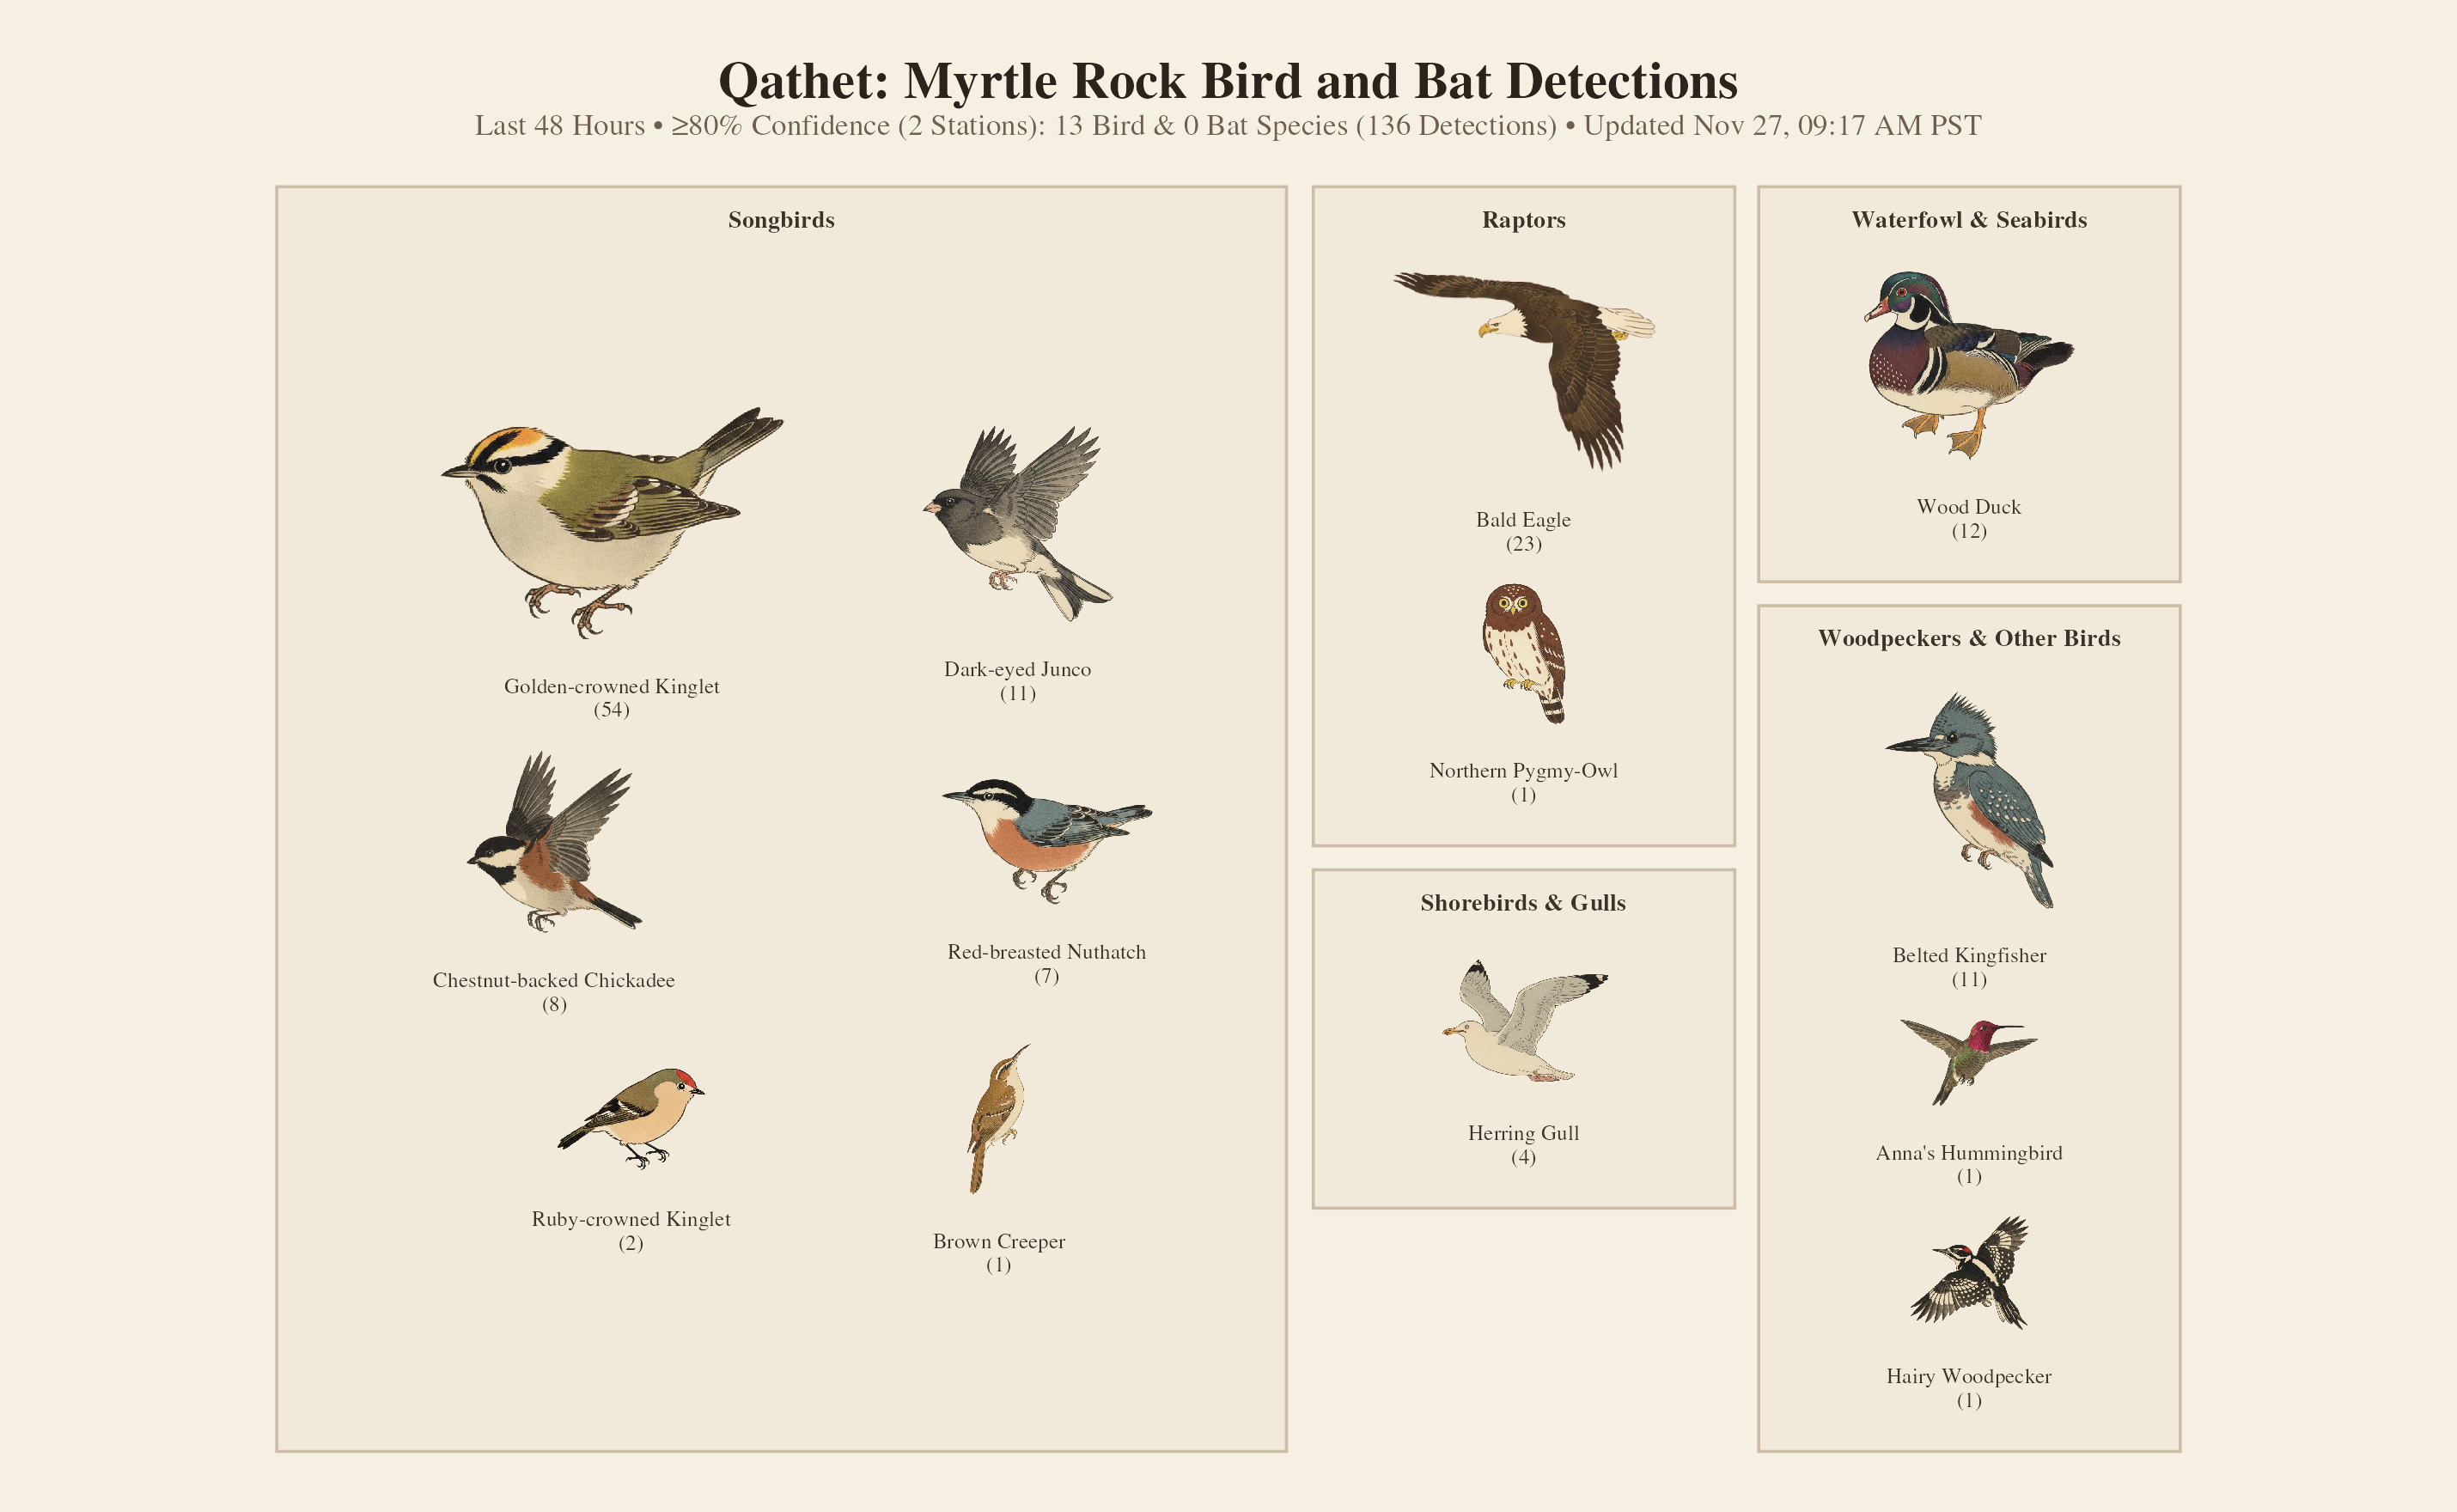 Qathet: Myrtle Rock Bird and Bat Detections
Last 48 Hours • ≥80% Confidence (2 Stations): 13 Bird & 0 Bat Species (136 Detections) • Updated Nov 27, 09:17 AM PST
Songbirds
Golden-crowned Kinglet
(54)
Dark-eyed Junco
(11)
Chestnut-backed Chickadee
(8)
Red-breasted Nuthatch
(7)
Ruby-crowned Kinglet
(2)
Brown Creeper
(1)
Raptors
Bald Eagle
(23)
Northern Pygmy-Owl
(1)
Shorebirds & Gulls
Herring Gull
(4)
Waterfowl & Seabirds
Wood Duck
(12)
Woodpeckers & Other Birds
Belted Kingfisher
(11)
Anna's Hummingbird
(1)
Hairy Woodpecker
(1)